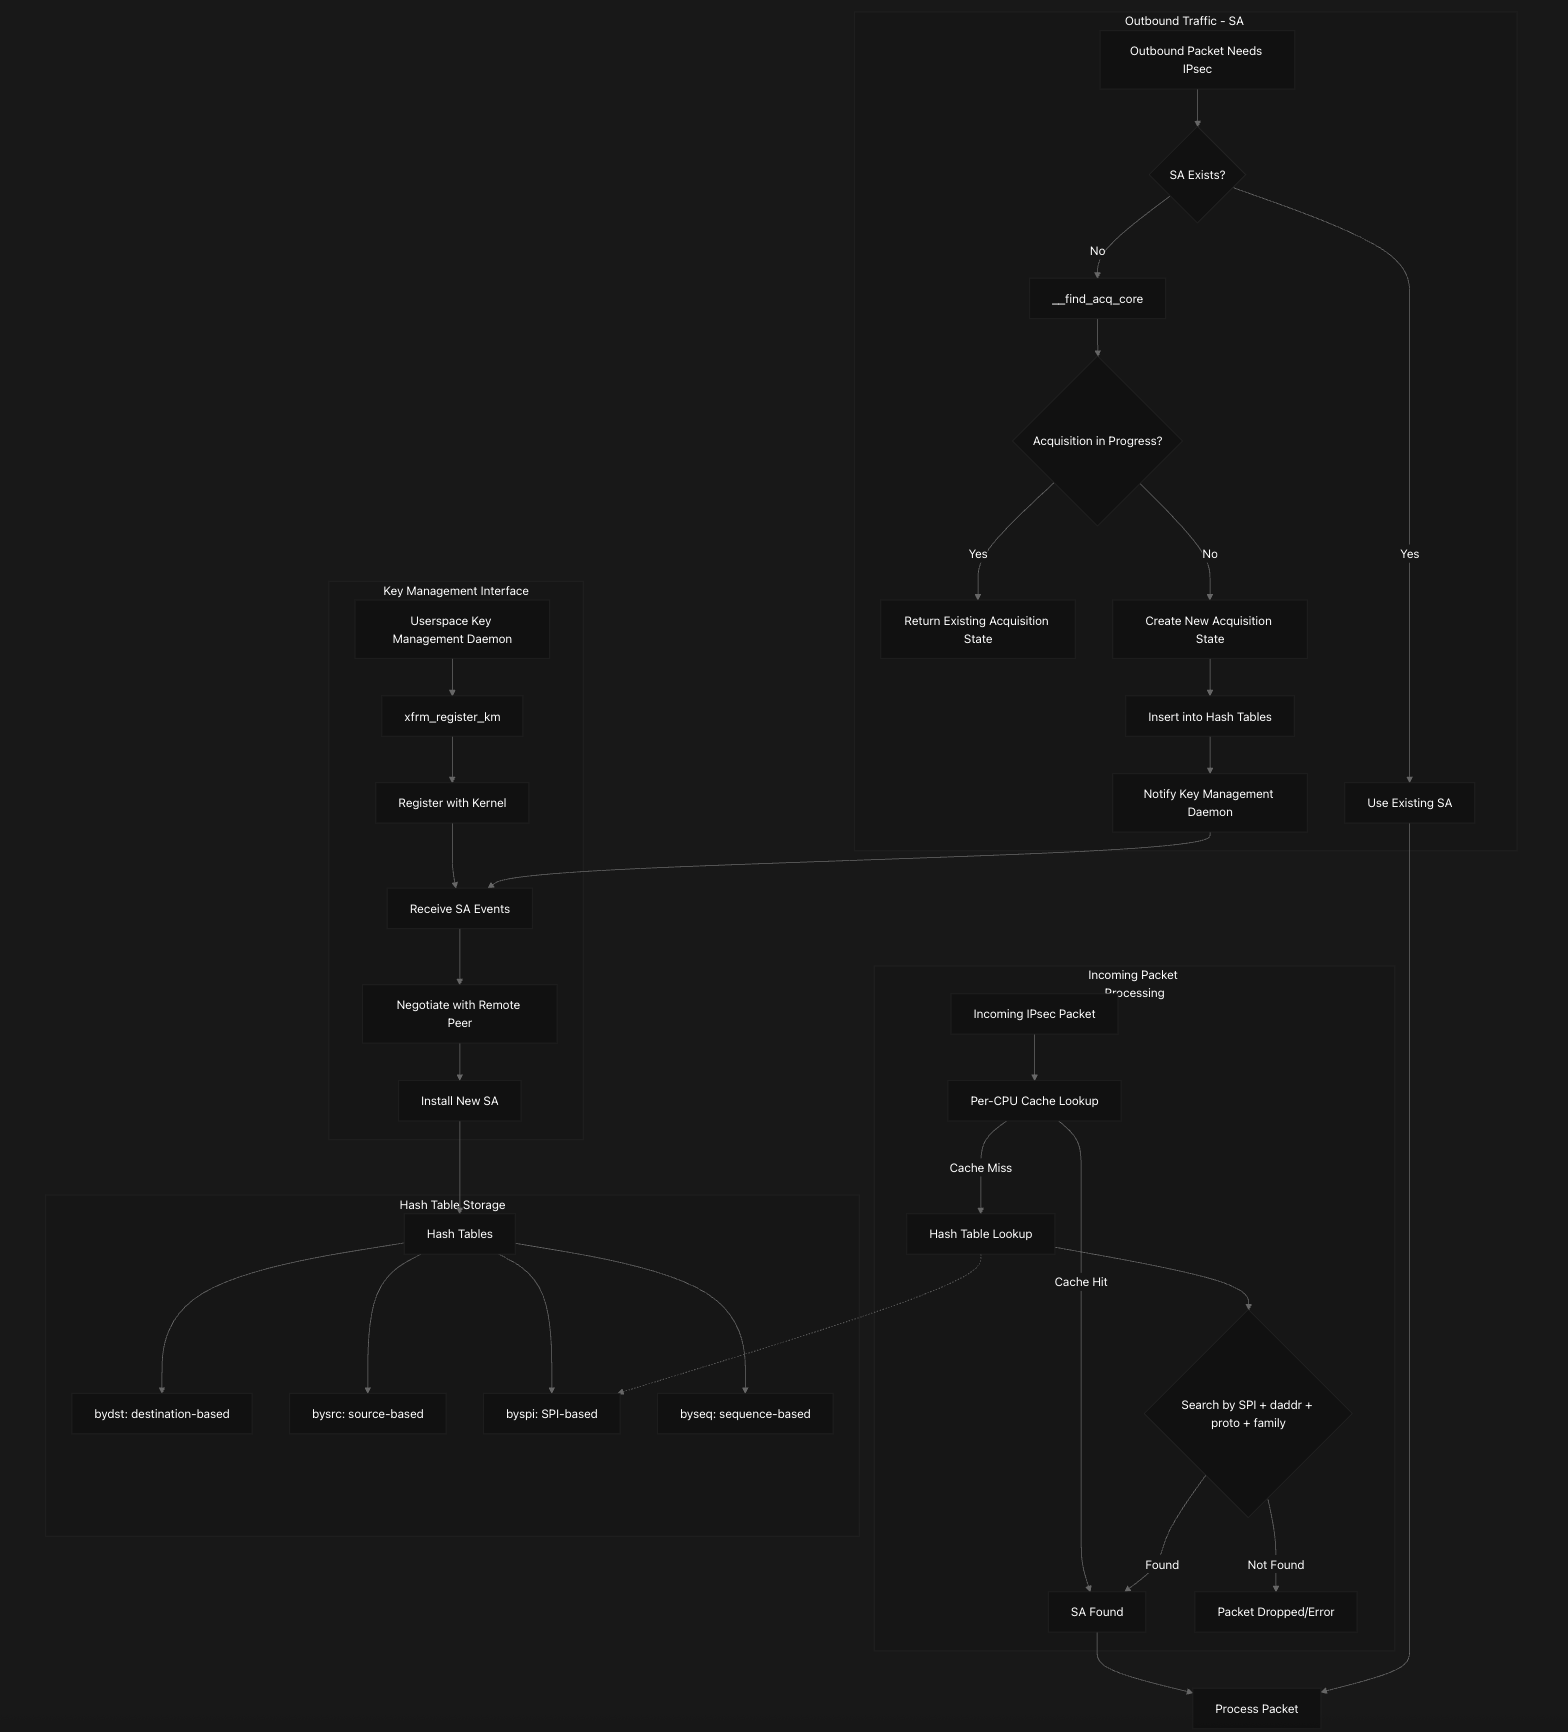 Outbound Traffic - SA
Outbound Packet Needs
IPsec
SA Exists?
No
__find_acq_core
Acquisition in Progress?
Yes
No
Yes
Return Existing Acquisition
State
Create New Acquisition
State
Insert into Hash Tables
Notify Key Management
Daemon
Use Existing SA
Key Management Interface
Userspace Key
Management Daemon
xfrm_register_km
Register with Kernel
Receive SA Events
Negotiate with Remote
Peer
Install New SA
Incoming Packet
Processing
Incoming IPsec Packet
Per-CPU Cache Lookup
Cache Miss
Hash Table Lookup
Cache Hit
Search by SPI + daddr +
proto + family
Found
Not Found
SA Found
Packet Dropped/Error
Hash Table Storage
Hash Tables
bydst: destination-based
bysrc: source-based
byspi: SPI-based
byseq: sequence-based
Process Packet